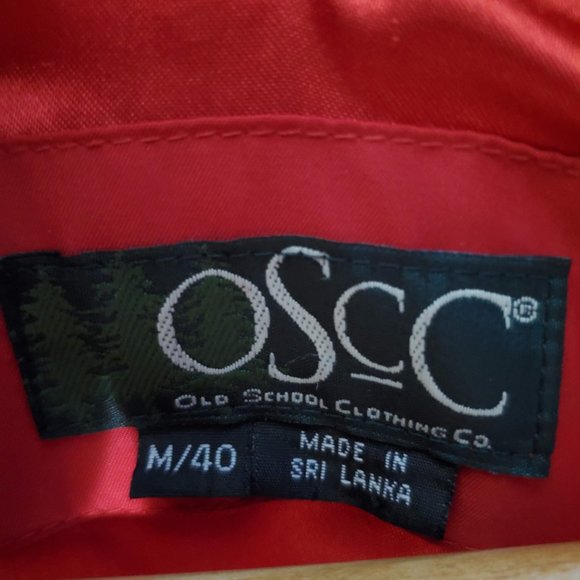 OScC®
OLD SCHOOL CLOTHING CO.
M/40
MADE IN
SRI LANKA